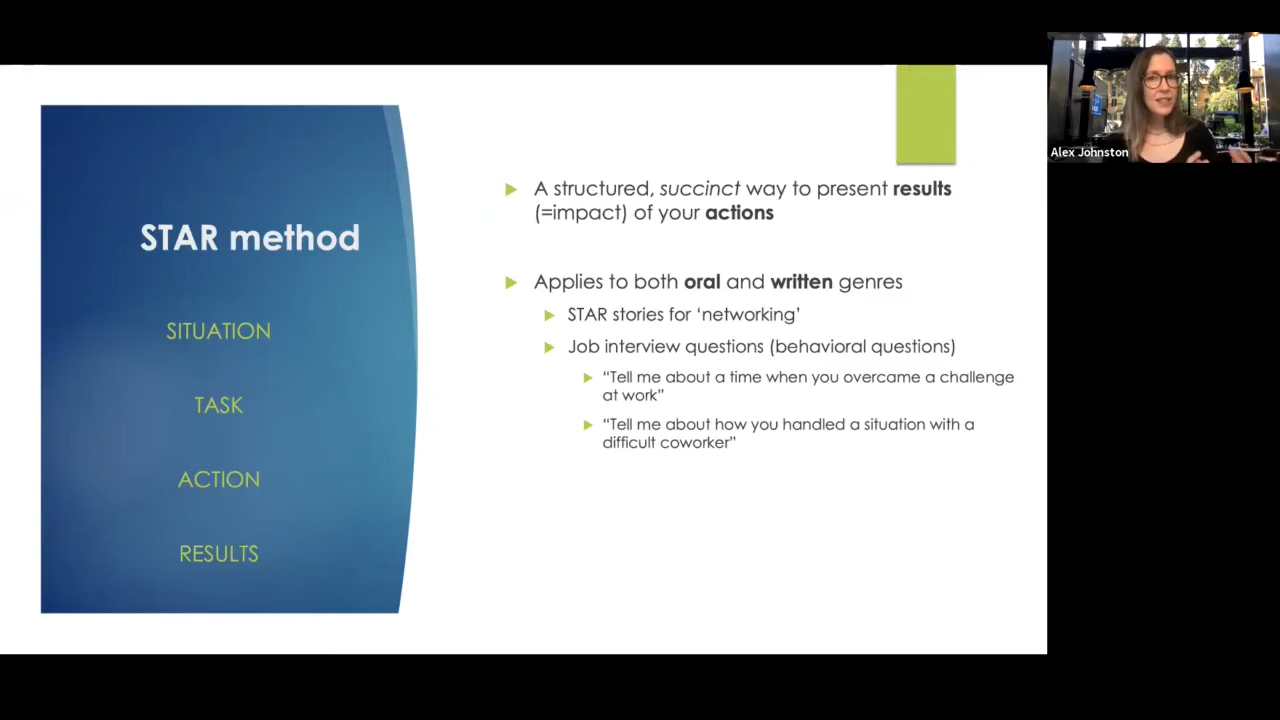 STAR method
SITUATION
TASK
ACTION
RESULTS
A structured, succinct way to present results
(=impact) of your actions
Applies to both oral and written genres
STAR stories for ‘networking’
Job interview questions (behavioral questions)
“Tell me about a time when you overcame a challenge
at work”
“Tell me about how you handled a situation with a
difficult coworker”
Alex Johnston